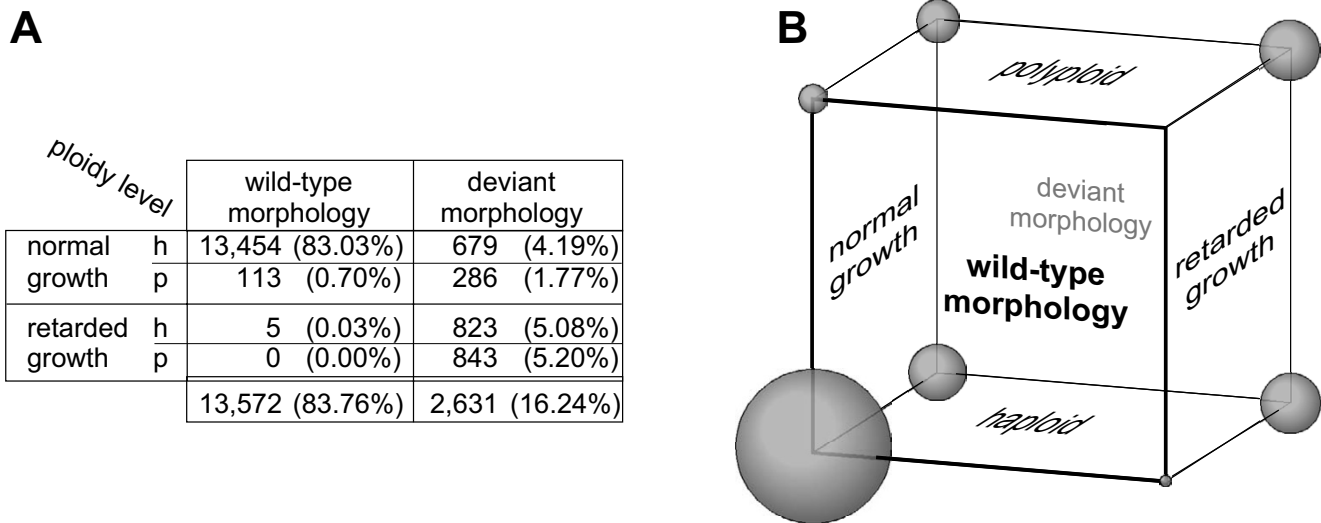 A
ploidy level
wild-type morphology
deviant morphology
normal growth
h 13,454 (83.03%) 679 (4.19%)
p 113 (0.70%) 286 (1.77%)
retarded growth
h 5 (0.03%) 823 (5.08%)
p 0 (0.00%) 843 (5.20%)
13,572 (83.76%) 2,631 (16.24%)
B
polyploid
normal
growth
deviant
morphology
wild-type
morphology
retarded
growth
haploid